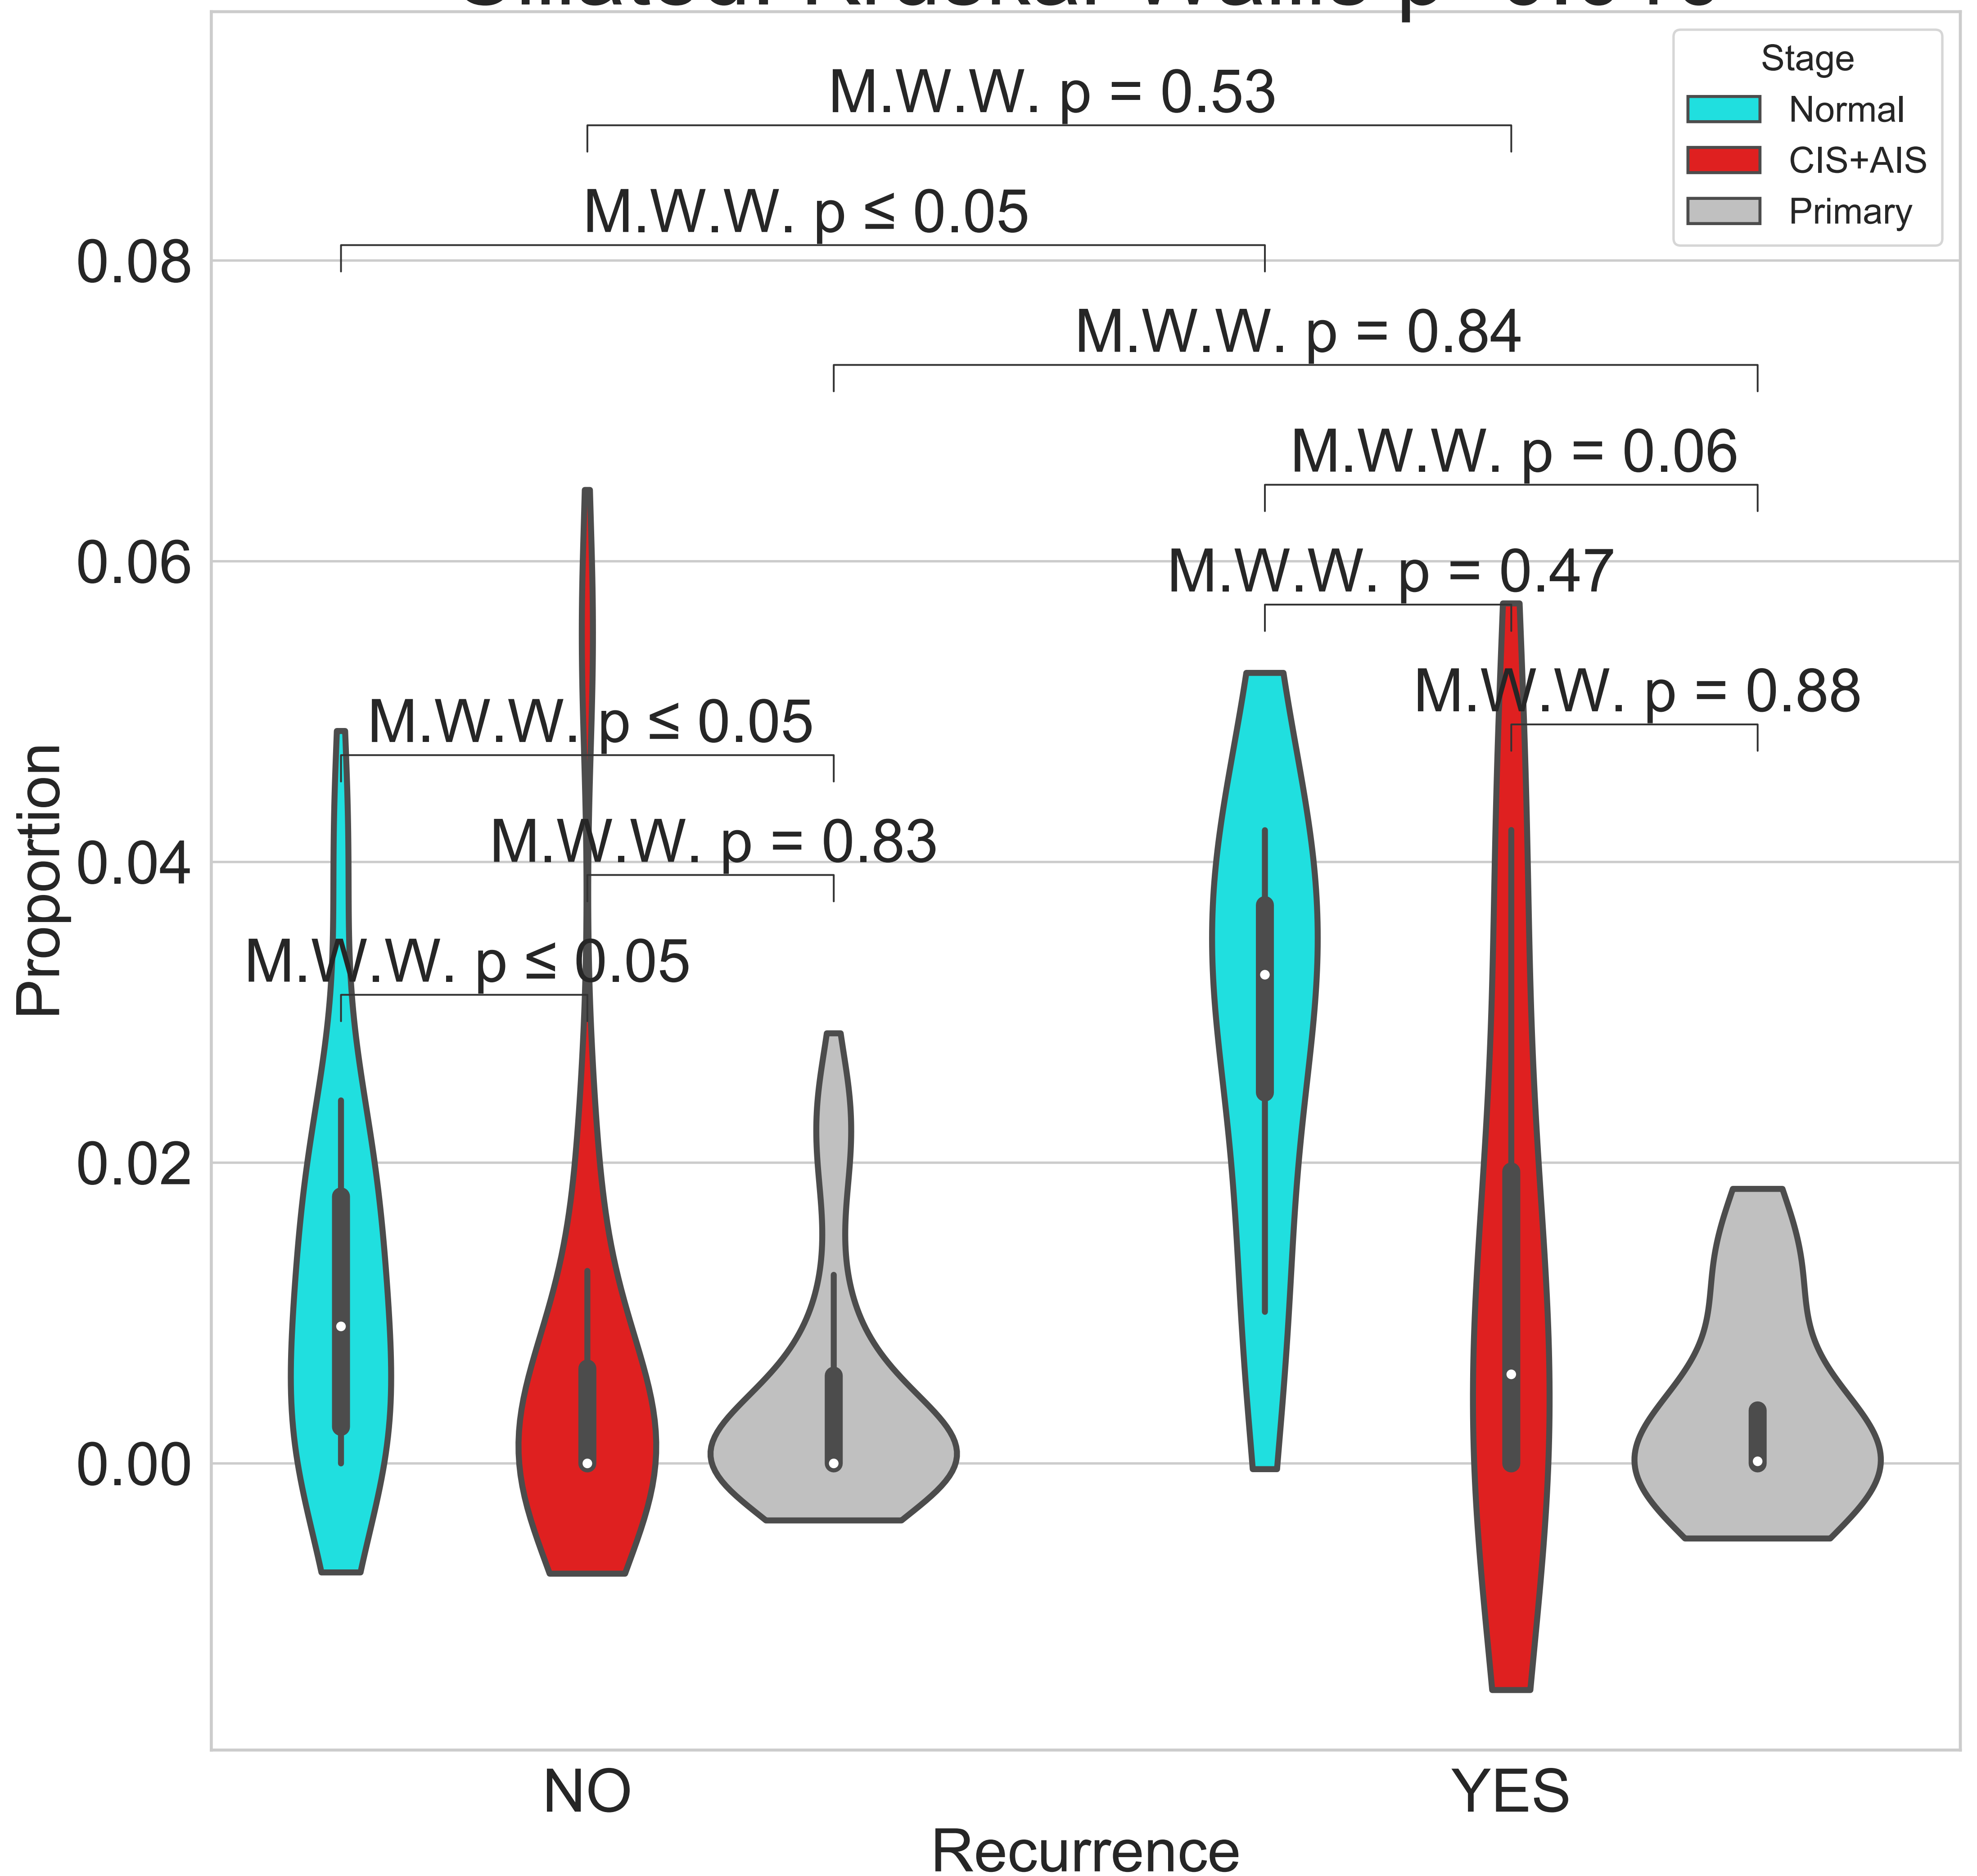 Stage
Normal
CIS+AIS
Primary
M.W.W. p = 0.53
M.W.W. p ≤ 0.05
M.W.W. p = 0.84
M.W.W. p = 0.06
M.W.W. p = 0.47
M.W.W. p = 0.88
M.W.W. p ≤ 0.05
M.W.W. p = 0.83
M.W.W. p ≤ 0.05
0.08
0.06
0.04
0.02
0.00
Proportion
NO
YES
Recurrence